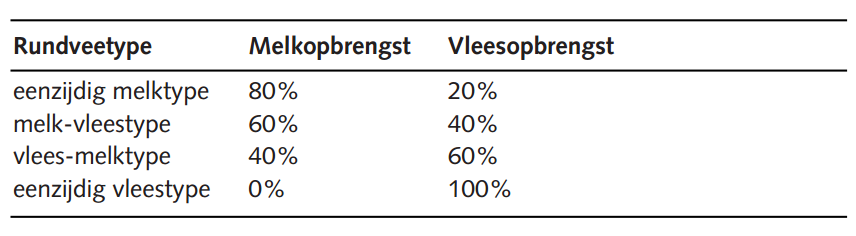 Rundveetype Melkopbrengst Vleesopbrengst
eenzijdig melktype 80% 20%
melk-vleestype 60% 40%
vlees-melktype 40% 60%
eenzijdig vleestype 0% 100%